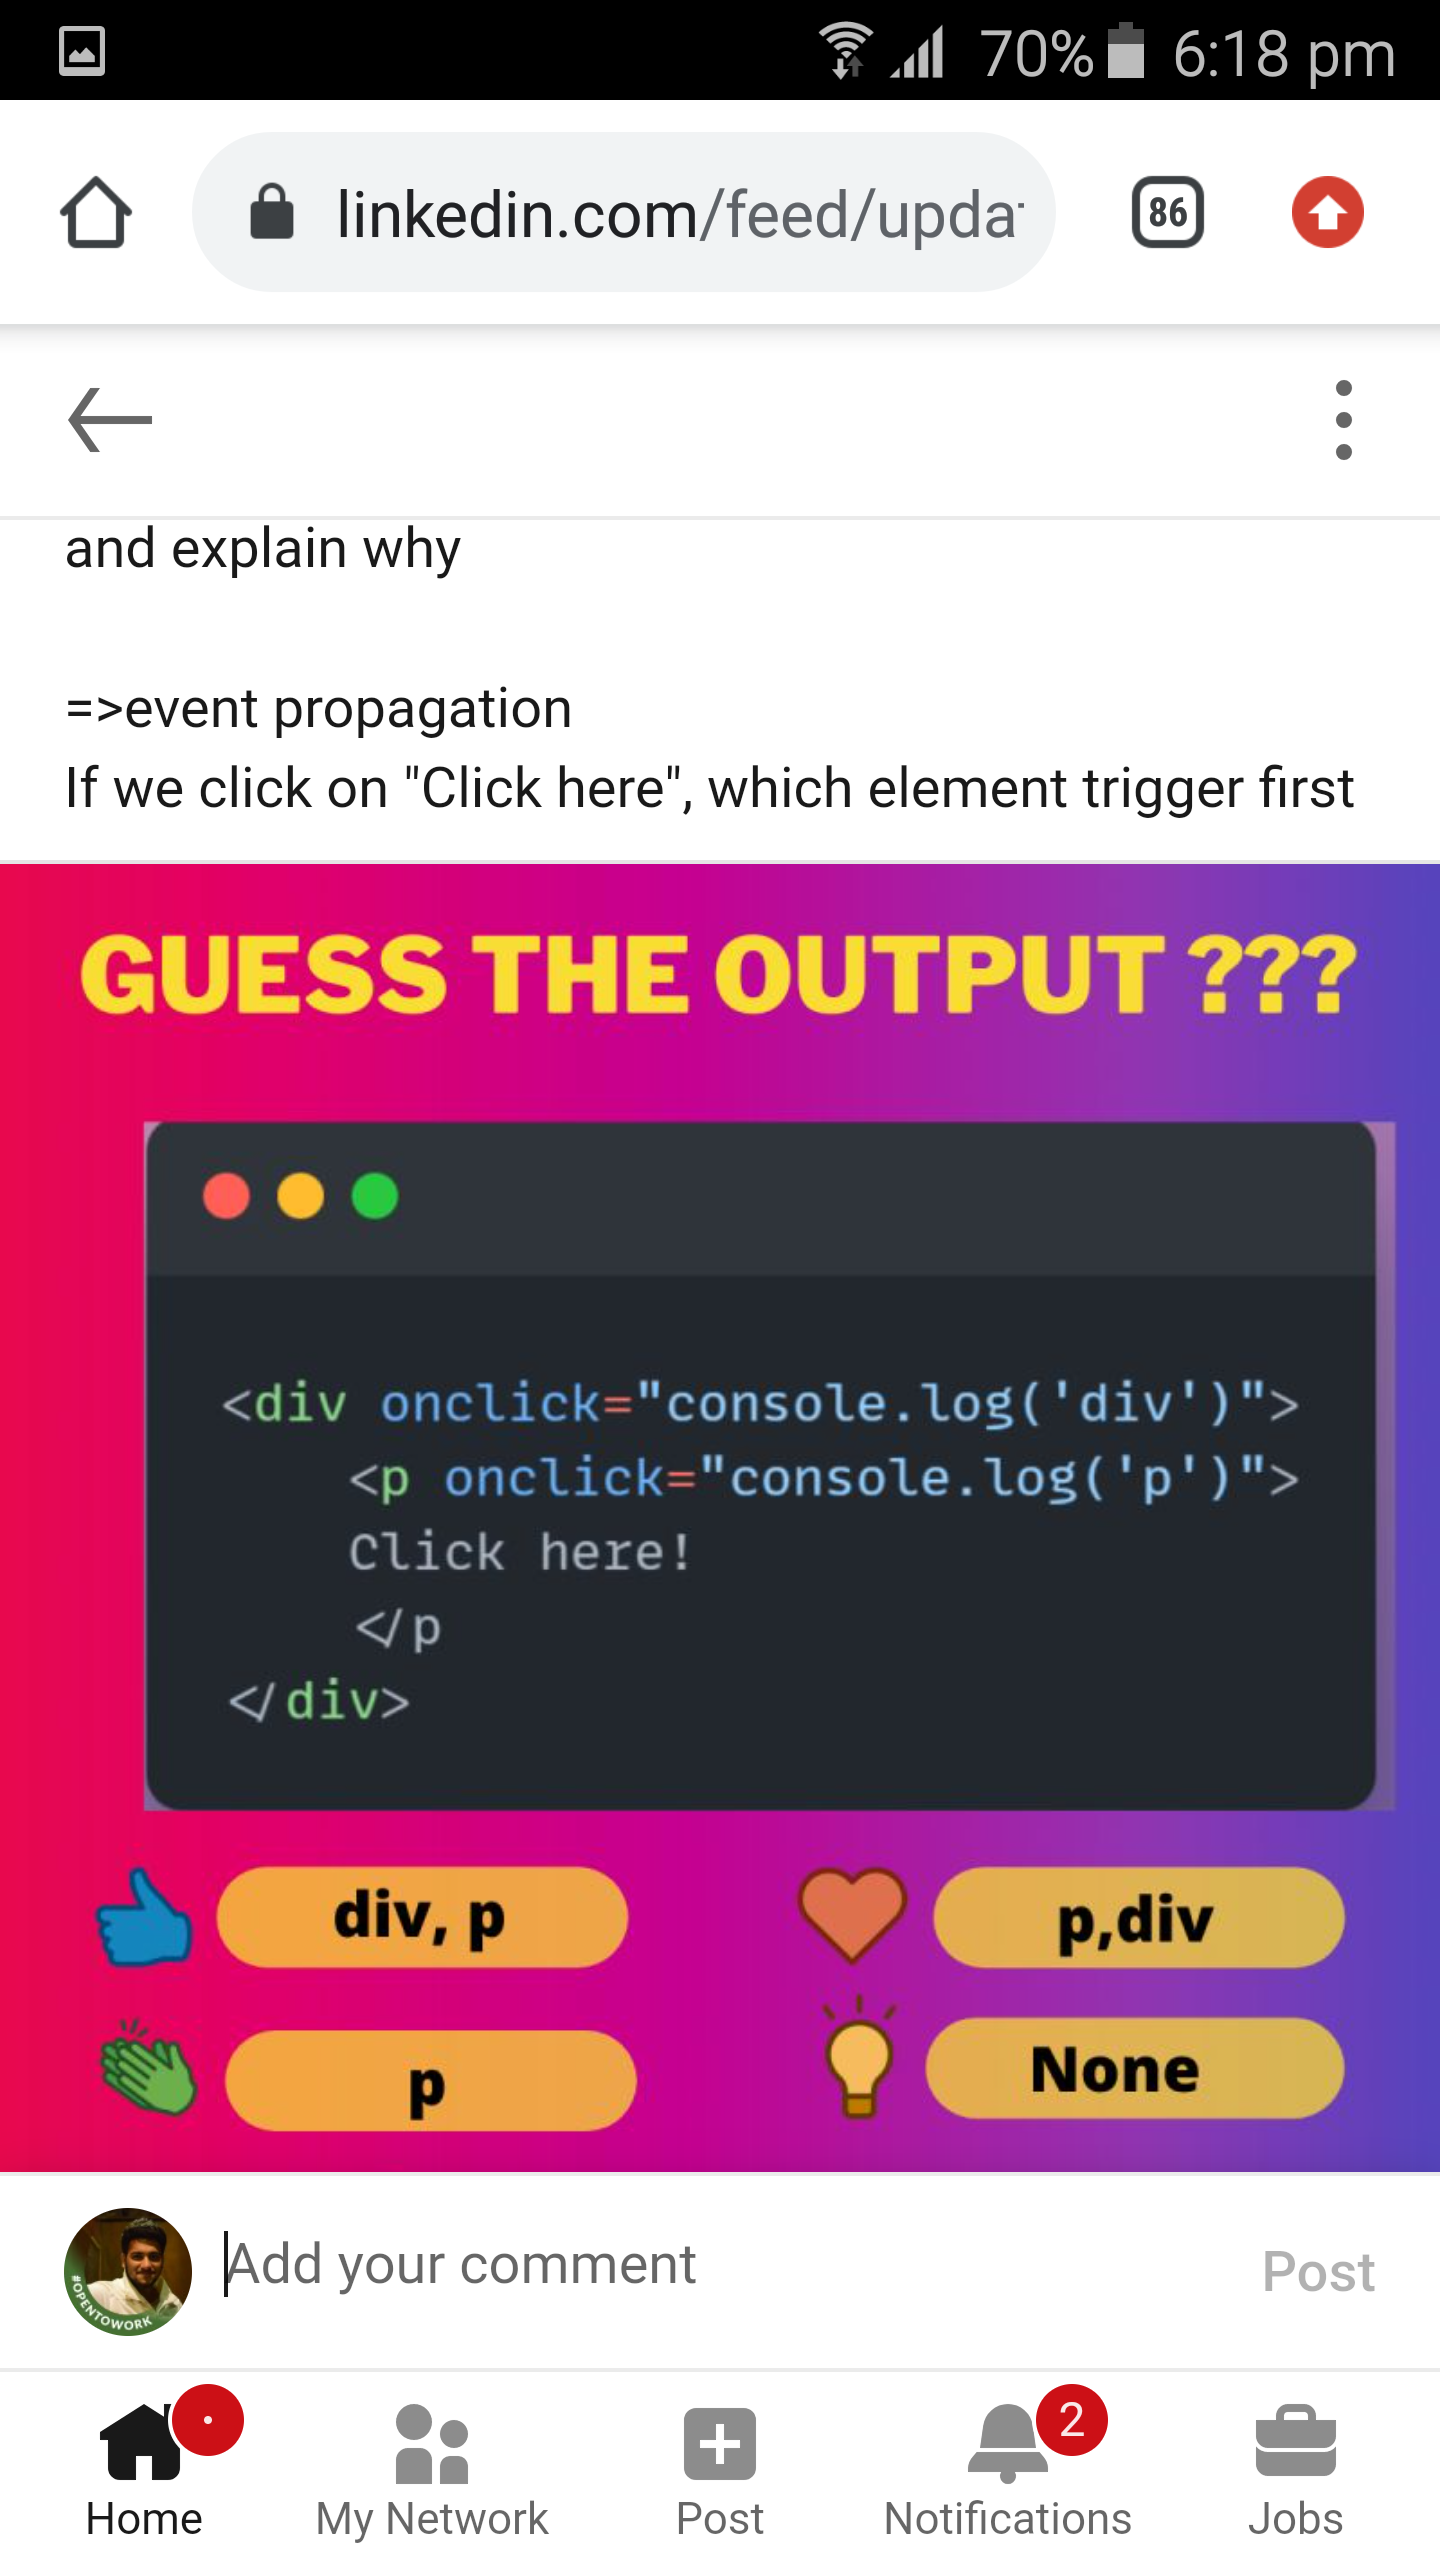 70% 6:18 pm
linkedin.com/feed/upda
86
and explain why
=>event propagation
If we click on "Click here", which element trigger first
GUESS THE OUTPUT ???
<div onclick="console.log('div')">
<p onclick="console.log('p')">
Click here!
</p
</div>
div, p
p,div
p
None
#OPENTOWORK
Add your comment
Post
2
Home
My Network
Post
Notifications
Jobs